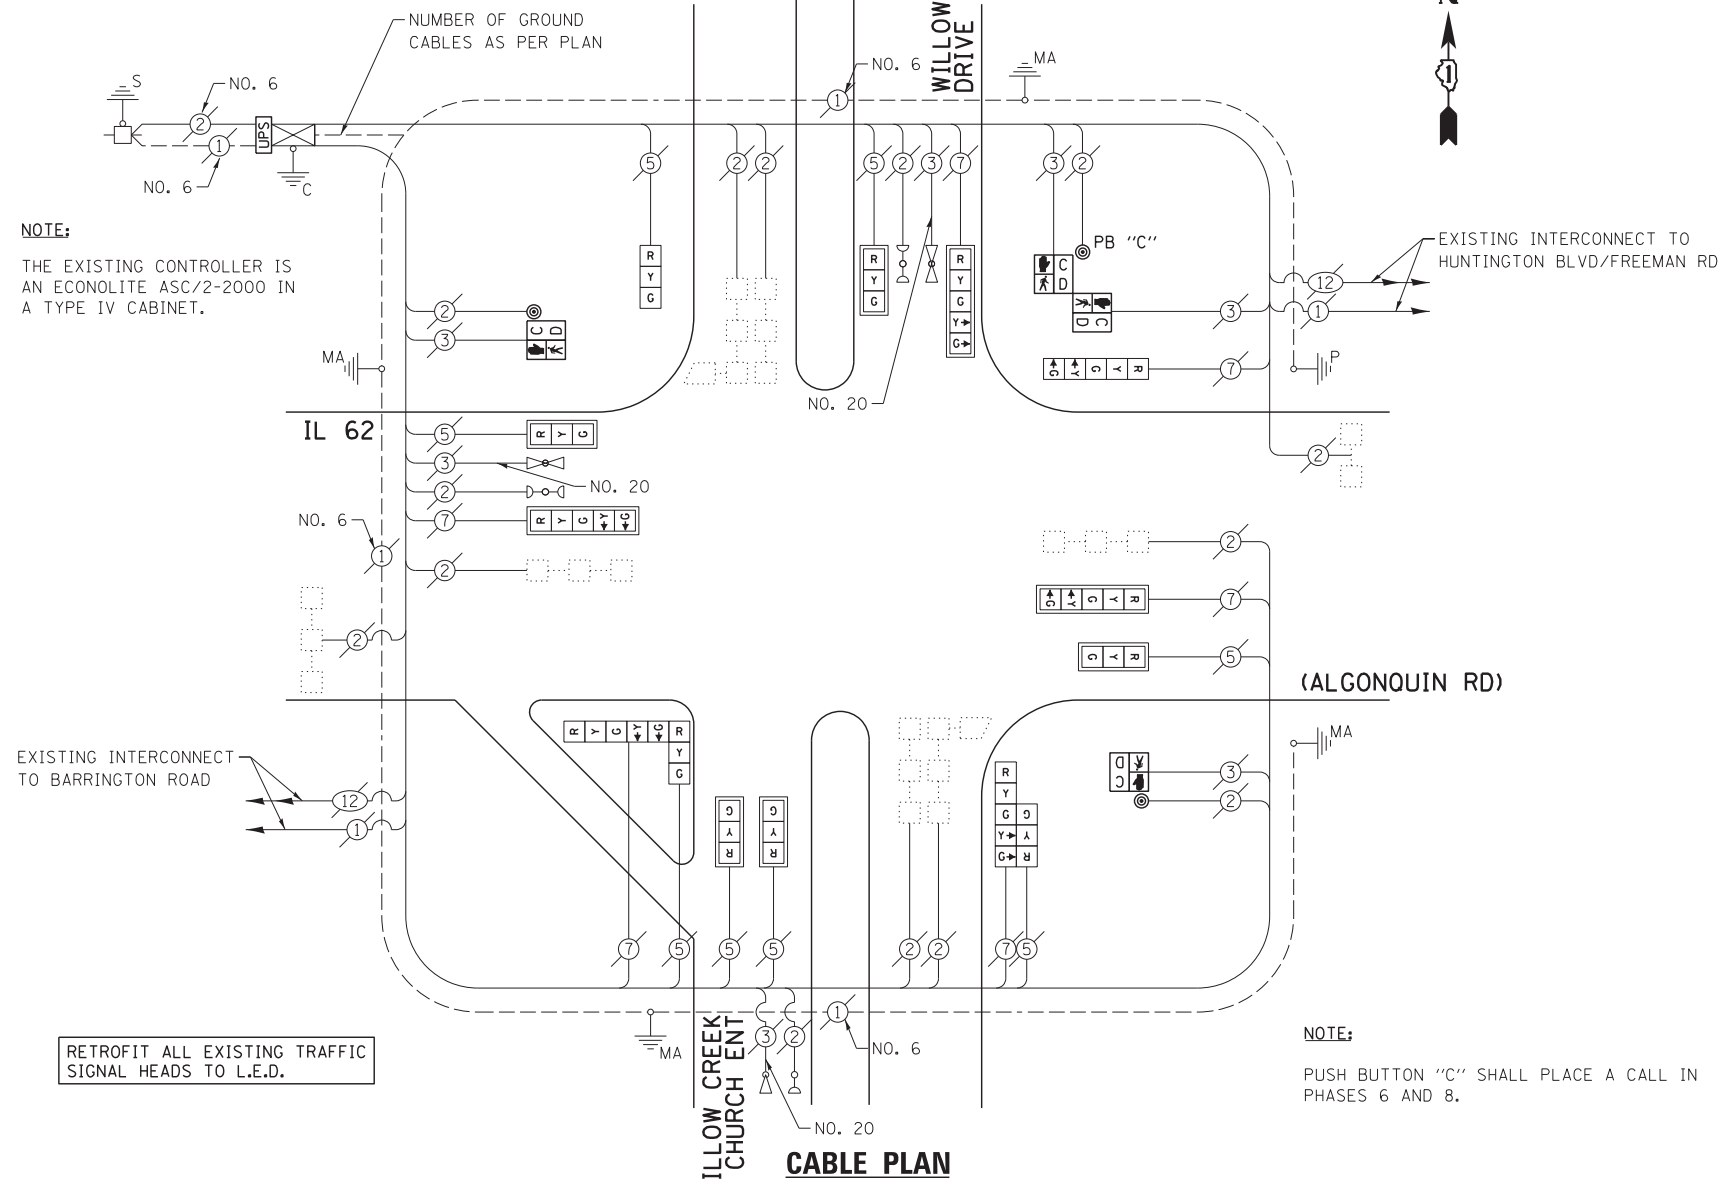 NUMBER OF GROUND
CABLES AS PER PLAN
WILLOW
DRIVE
NO. 6
MA
N
1
S
NO. 6
2
1
UPS
NO. 6
C
1
5
2
2
5
2
3
7
3
2
NOTE:
THE EXISTING CONTROLLER IS
AN ECONOLITE ASC/2-2000 IN
A TYPE IV CABINET.
R
Y
G
R
Y
G
R
Y
G
Y
G
PB "C"
C
D
C
D
EXISTING INTERCONNECT TO
HUNTINGTON BLVD/FREEMAN RD
12
1
3
2
3
C D
MA
G Y G Y R
7
P
NO. 20
IL 62
5
R Y G
3
2
NO. 20
2
NO. 6
7
R Y G Y G
1
2
2
2
7
G Y G Y R
5
G Y R
(ALGONQUIN RD)
EXISTING INTERCONNECT
TO BARRINGTON ROAD
12
1
R Y G Y G R
Y
G
G
Y
R
G
Y
R
R
Y
G
Y
G
G
Y
R
D
C
3
2
MA
7
5
5
5
2
2
7
5
MA
3
2
1
NO. 6
RETROFIT ALL EXISTING TRAFFIC
SIGNAL HEADS TO L.E.D.
ILLOW CREEK
CHURCH ENT
NO. 20
NOTE:
PUSH BUTTON "C" SHALL PLACE A CALL IN
PHASES 6 AND 8.
CABLE PLAN